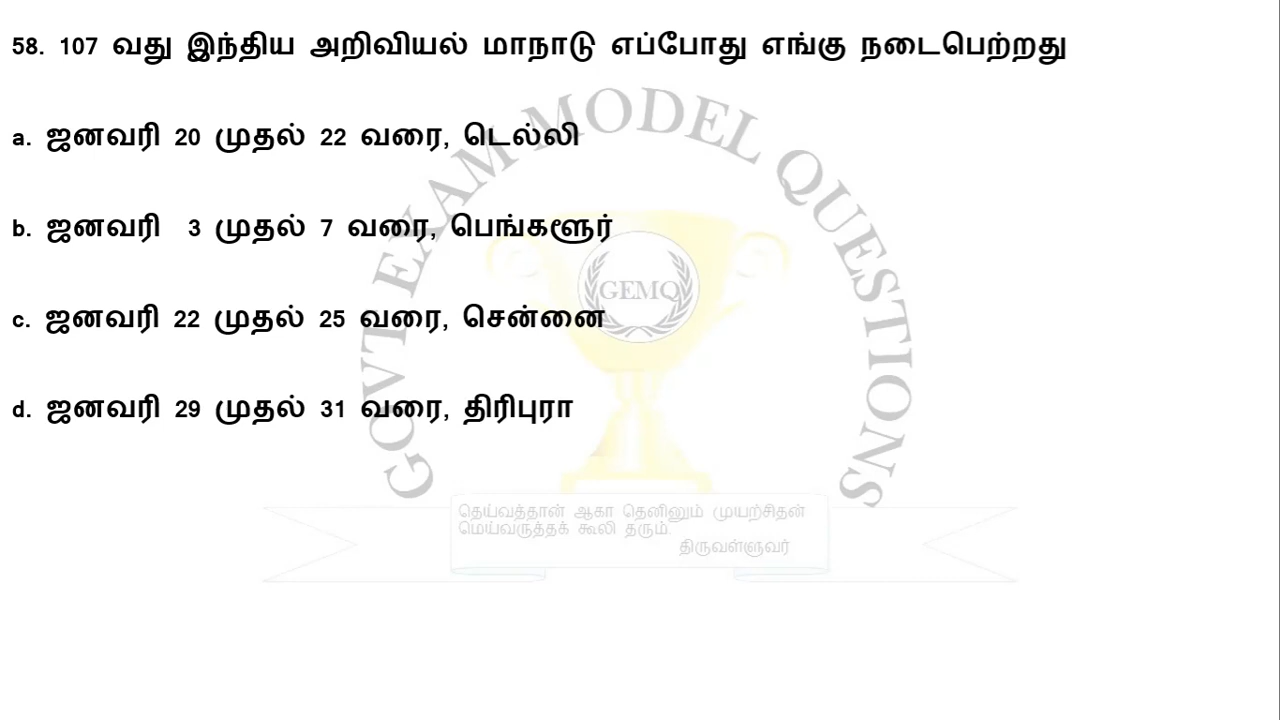 58. 107 வது இந்திய அறிவியல் மாநாடு எப்போது எங்கு நடைபெற்றது
a. ஜனவரி 20 முதல் 22 வரை, டெல்லி
b. ஜனவரி 3 முதல் 7 வரை, பெங்களூர்
c. ஜனவரி 22 முதல் 25 வரை, சென்னை
d. ஜனவரி 29 முதல் 31 வரை, திரிபுரா
GOVT EXAM MODEL QUESTIONS
GEMQ
தெய்வத்தான் ஆகா தெனினும் முயற்சிதன்
மெய்வருத்தக் கூலி தரும்.
திருவள்ளுவர்